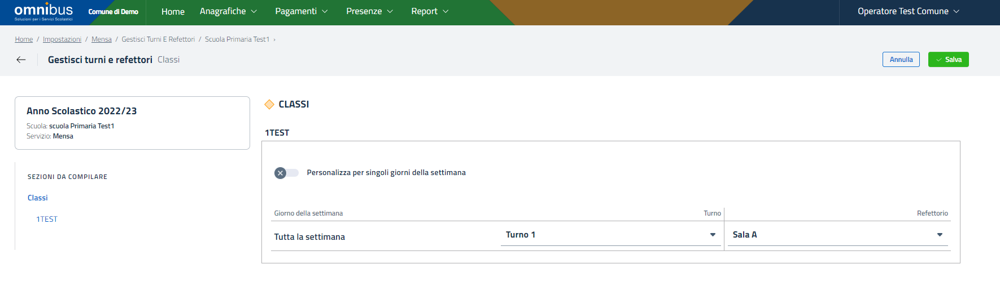 omnibus
Soluzioni per i Servizi Scolastici
Comune di Demo
Home Anagrafiche Pagamenti Presenze Report
Operatore Test Comune
Home / Impostazioni / Mensa / Gestisci Turni E Refettori / Scuola Primaria Test1 ›
Gestisci turni e refettori Classi
Annulla
Salva
Anno Scolastico 2022/23
Scuola: scuola Primaria Test1
Servizio: Mensa
SEZIONI DA COMPILARE
Classi
1TEST
CLASSI
1TEST
Personalizza per singoli giorni della settimana
Giorno della settimana Turno Refettorio
Tutta la settimana Turno 1 Sala A